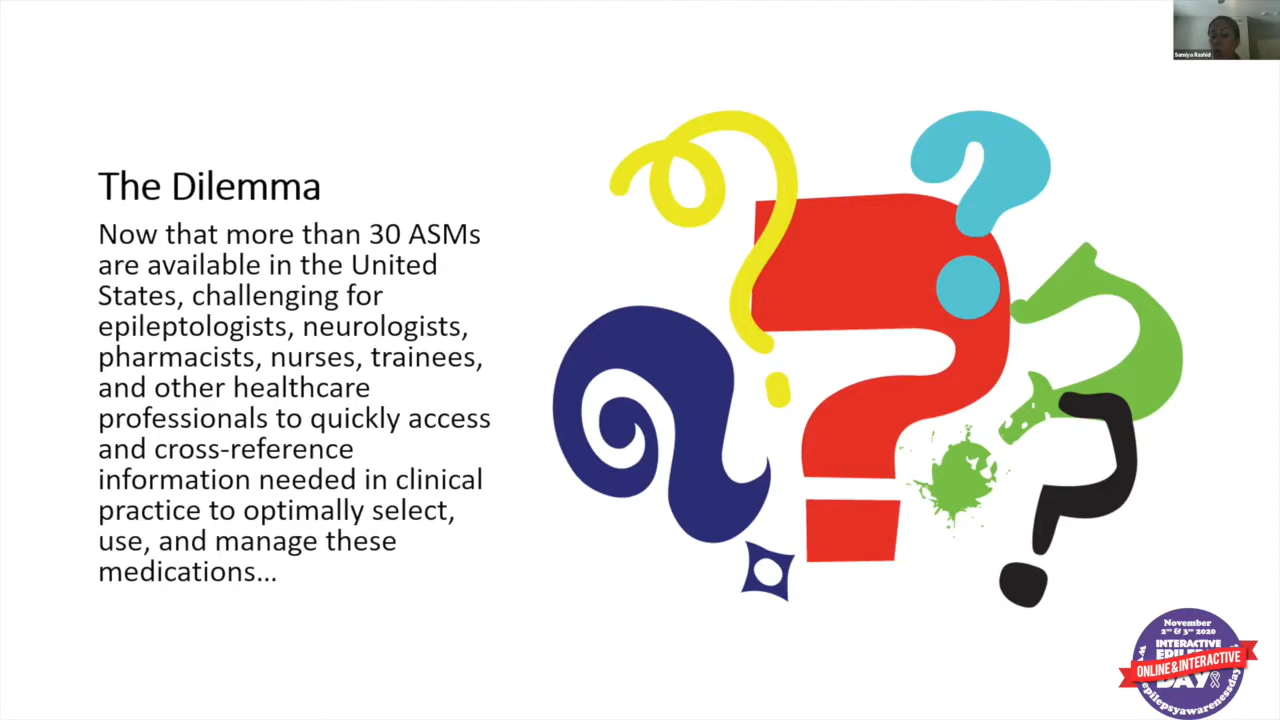 Samiya Rashid
The Dilemma
Now that more than 30 ASMs
are available in the United
States, challenging for
epileptologists, neurologists,
pharmacists, nurses, trainees,
and other healthcare
professionals to quickly access
and cross-reference
information needed in clinical
practice to optimally select,
use, and manage these
medications...
November
2ND & 3RD 2020
INTERACTIVE
ONLINE & INTERACTIVE
DAY
epilepsyawarenessday